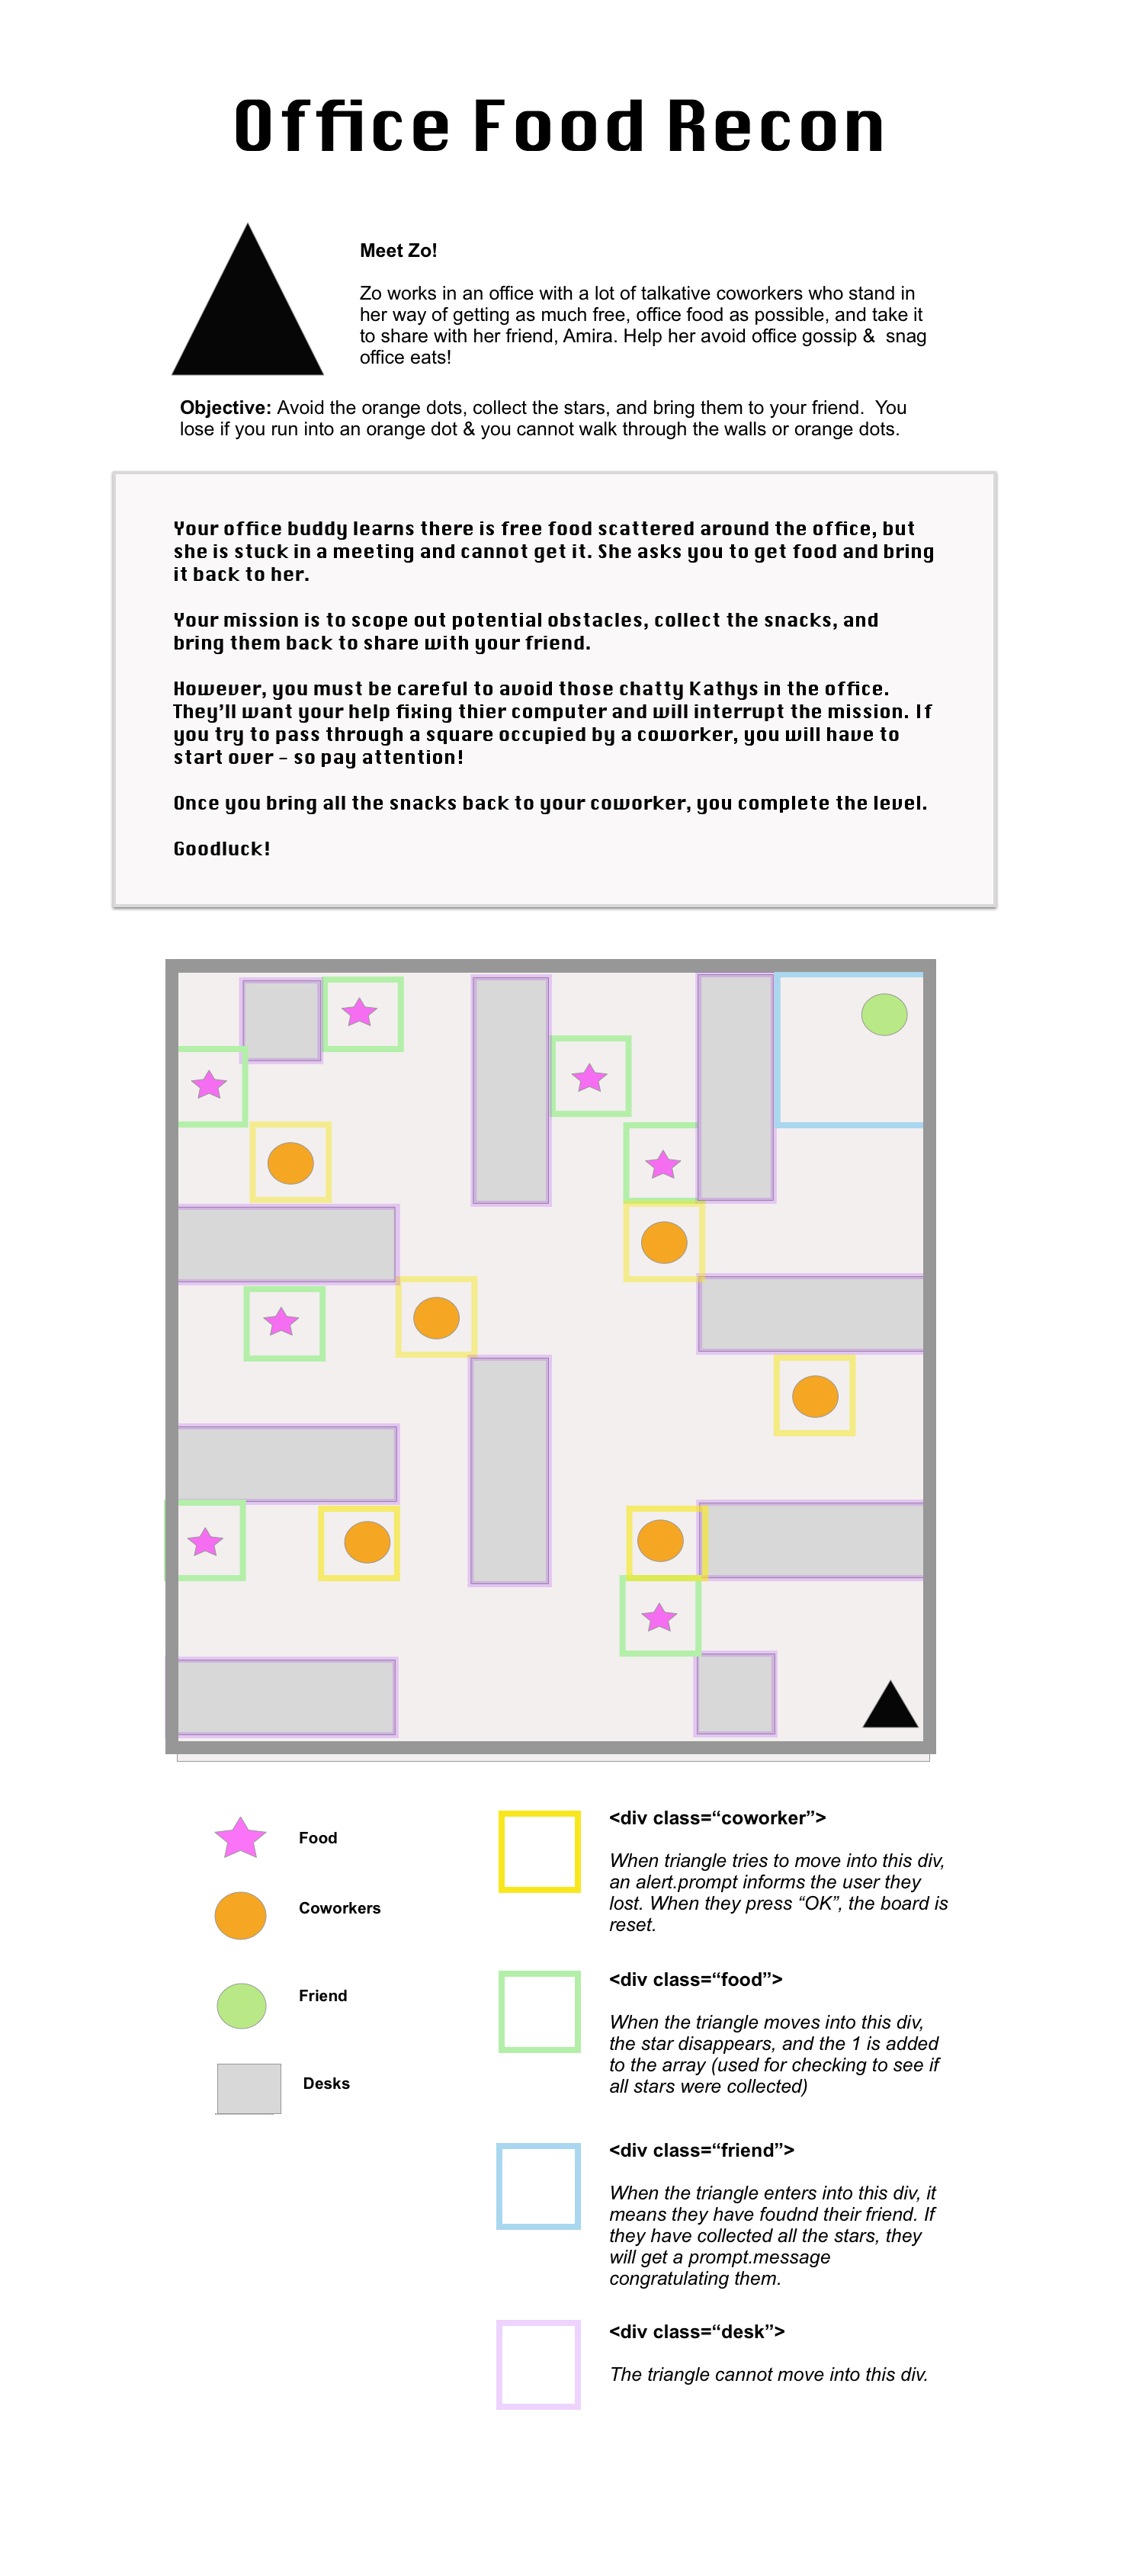 Office Food Recon
Meet Zo!
Zo works in an office with a lot of talkative coworkers who stand in
her way of getting as much free, office food as possible, and take it
to share with her friend, Amira. Help her avoid office gossip &  snag
office eats!
Objective: Avoid the orange dots, collect the stars, and bring them to your friend.  You
lose if you run into an orange dot & you cannot walk through the walls or orange dots.
Your office buddy learns there is free food scattered around the office, but
she is stuck in a meeting and cannot get it. She asks you to get food and bring
it back to her.
Your mission is to scope out potential obstacles, collect the snacks, and
bring them back to share with your friend.
However, you must be careful to avoid those chatty Kathys in the office.
They'll want your help fixing thier computer and will interrupt the mission. If
you try to pass through a square occupied by a coworker, you will have to
start over - so pay attention!
Once you bring all the snacks back to your coworker, you complete the level.
Goodluck!
Food
Coworkers
Friend
Desks
<div class=“coworker”>
When triangle tries to move into this div,
an alert.prompt informs the user they
lost. When they press “OK”, the board is
reset.
<div class=“food”>
When the triangle moves into this div,
the star disappears, and the 1 is added
to the array (used for checking to see if
all stars were collected)
<div class=“friend”>
When the triangle enters into this div, it
means they have foudnd their friend. If
they have collected all the stars, they
will get a prompt.message
congratulating them.
<div class=“desk”>
The triangle cannot move into this div.